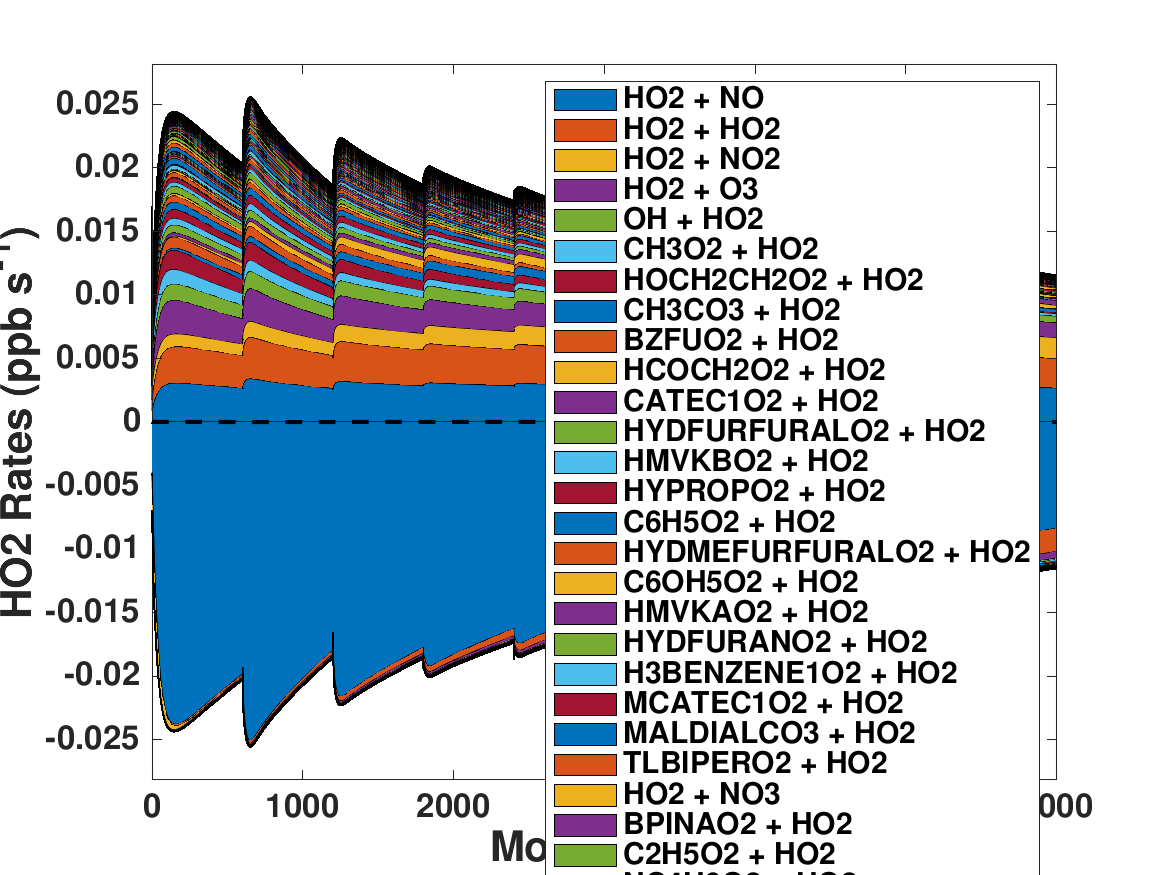 HO2 Rates (ppb s⁻¹)
0.025
0.02
0.015
0.01
0.005
0
-0.005
-0.01
-0.015
-0.02
-0.025
0
1000
2000
000
Mo
HO2 + NO
HO2 + HO2
HO2 + NO2
HO2 + O3
OH + HO2
CH3O2 + HO2
HOCH2CH2O2 + HO2
CH3CO3 + HO2
BZFUO2 + HO2
HCOCH2O2 + HO2
CATEC1O2 + HO2
HYDFURFURALO2 + HO2
HMVKBO2 + HO2
HYPROPO2 + HO2
C6H5O2 + HO2
HYDMEFURFURALO2 + HO2
C6OH5O2 + HO2
HMVKAO2 + HO2
HYDFURANO2 + HO2
H3BENZENE1O2 + HO2
MCATEC1O2 + HO2
MALDIALCO3 + HO2
TLBIPERO2 + HO2
HO2 + NO3
BPINAO2 + HO2
C2H5O2 + HO2